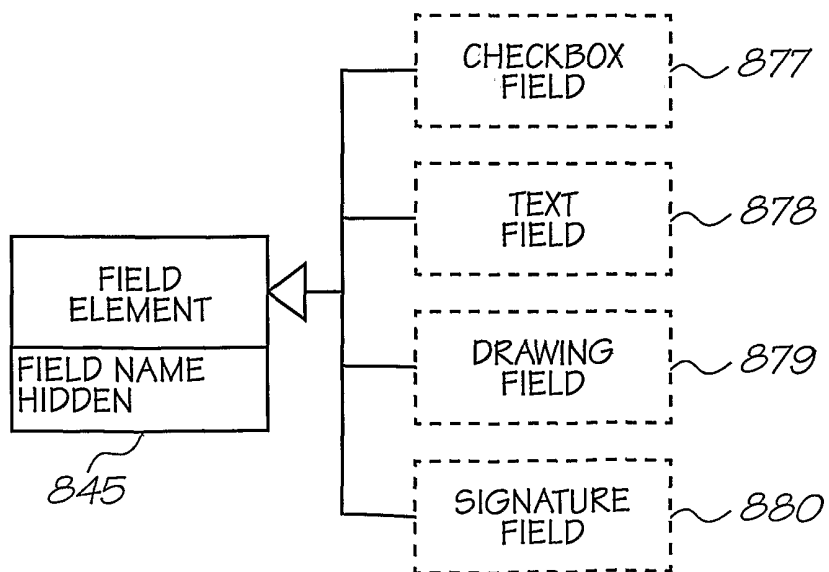 CHECKBOX
FIELD
877
TEXT
FIELD
878
FIELD
ELEMENT
FIELD NAME
HIDDEN
845
DRAWING
FIELD
879
SIGNATURE
FIELD
880